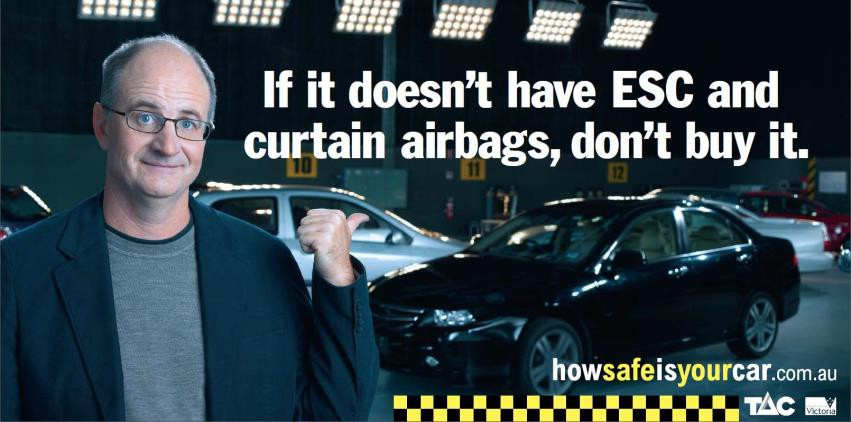 If it doesn't have ESC and
curtain airbags, don't buy it.
10
11
12
howsafeisyourcar.com.au
TAC
Victoria